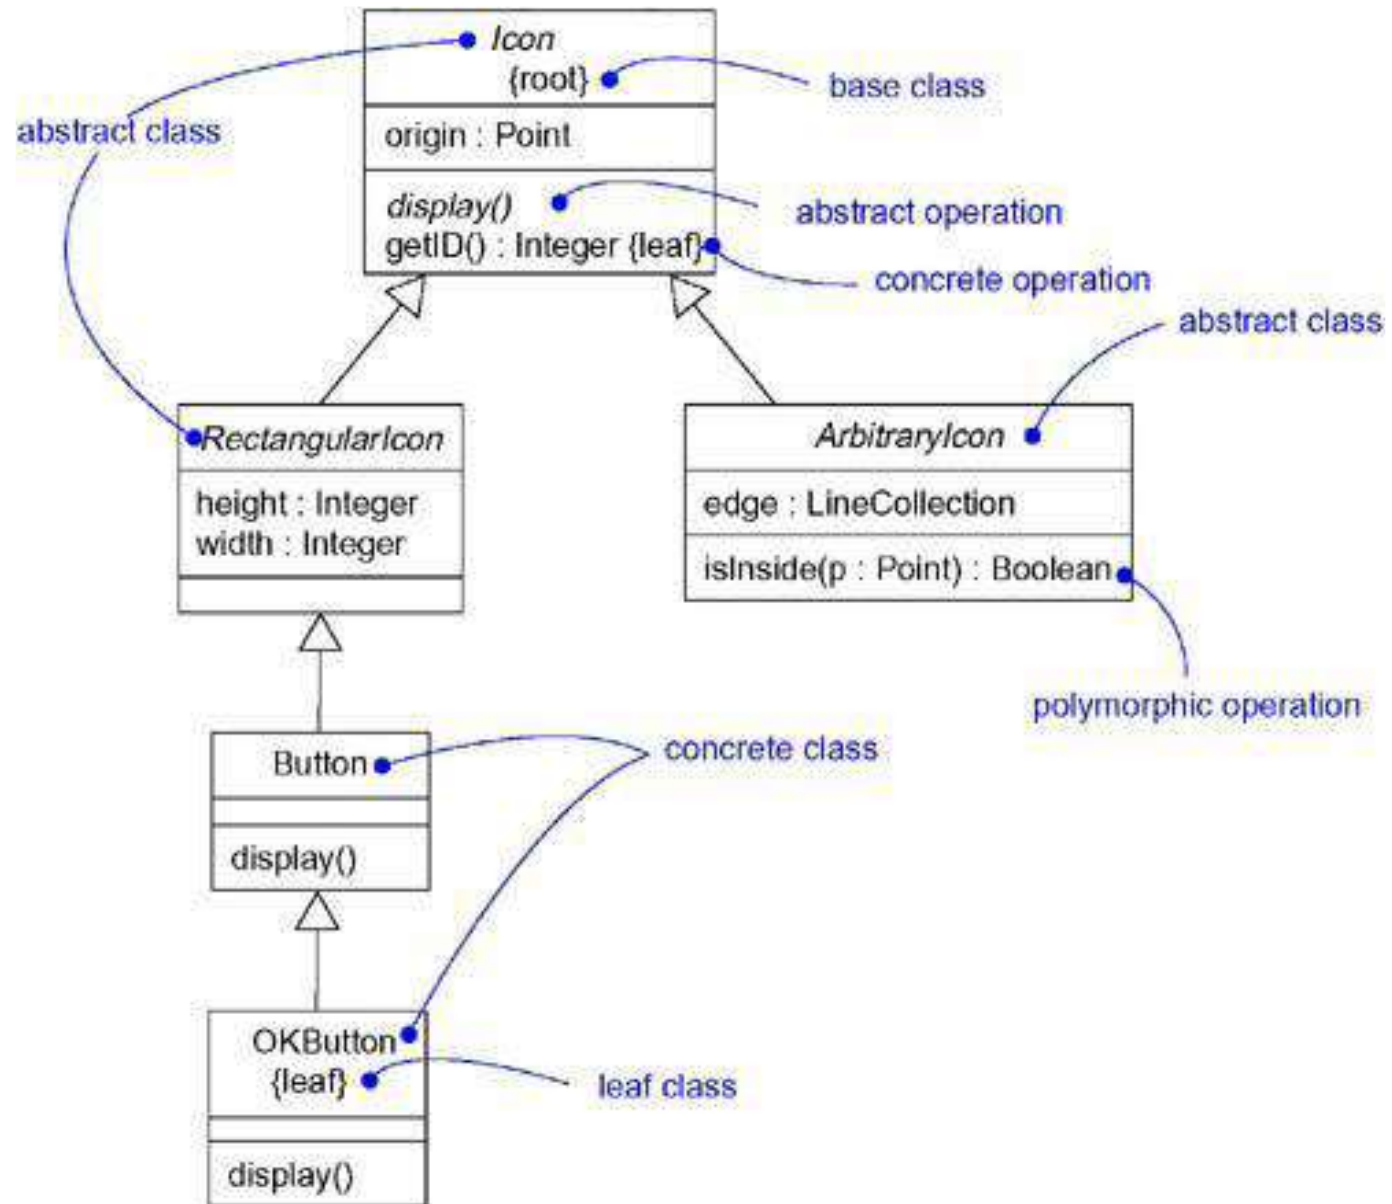 Icon
{root}
base class
abstract class
origin : Point
display()
abstract operation
getID() : Integer {leaf}
concrete operation
abstract class
RectangularIcon
height : Integer
width : Integer
ArbitraryIcon
edge : LineCollection
isInside(p : Point) : Boolean
polymorphic operation
Button
concrete class
display()
OKButton
{leaf}
leaf class
display()